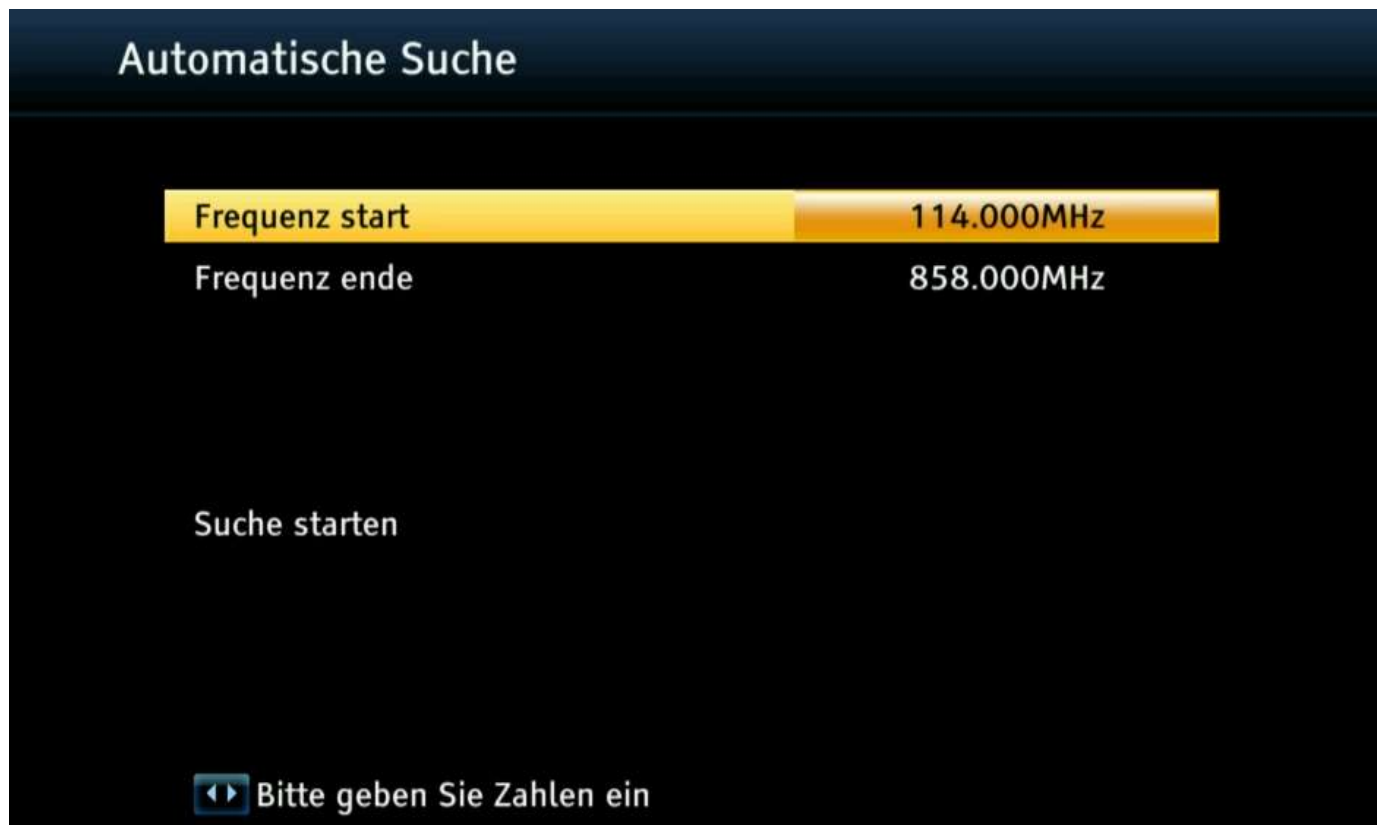 Automatische Suche
Frequenz start 114.000MHz
Frequenz ende 858.000MHz
Suche starten
Bitte geben Sie Zahlen ein